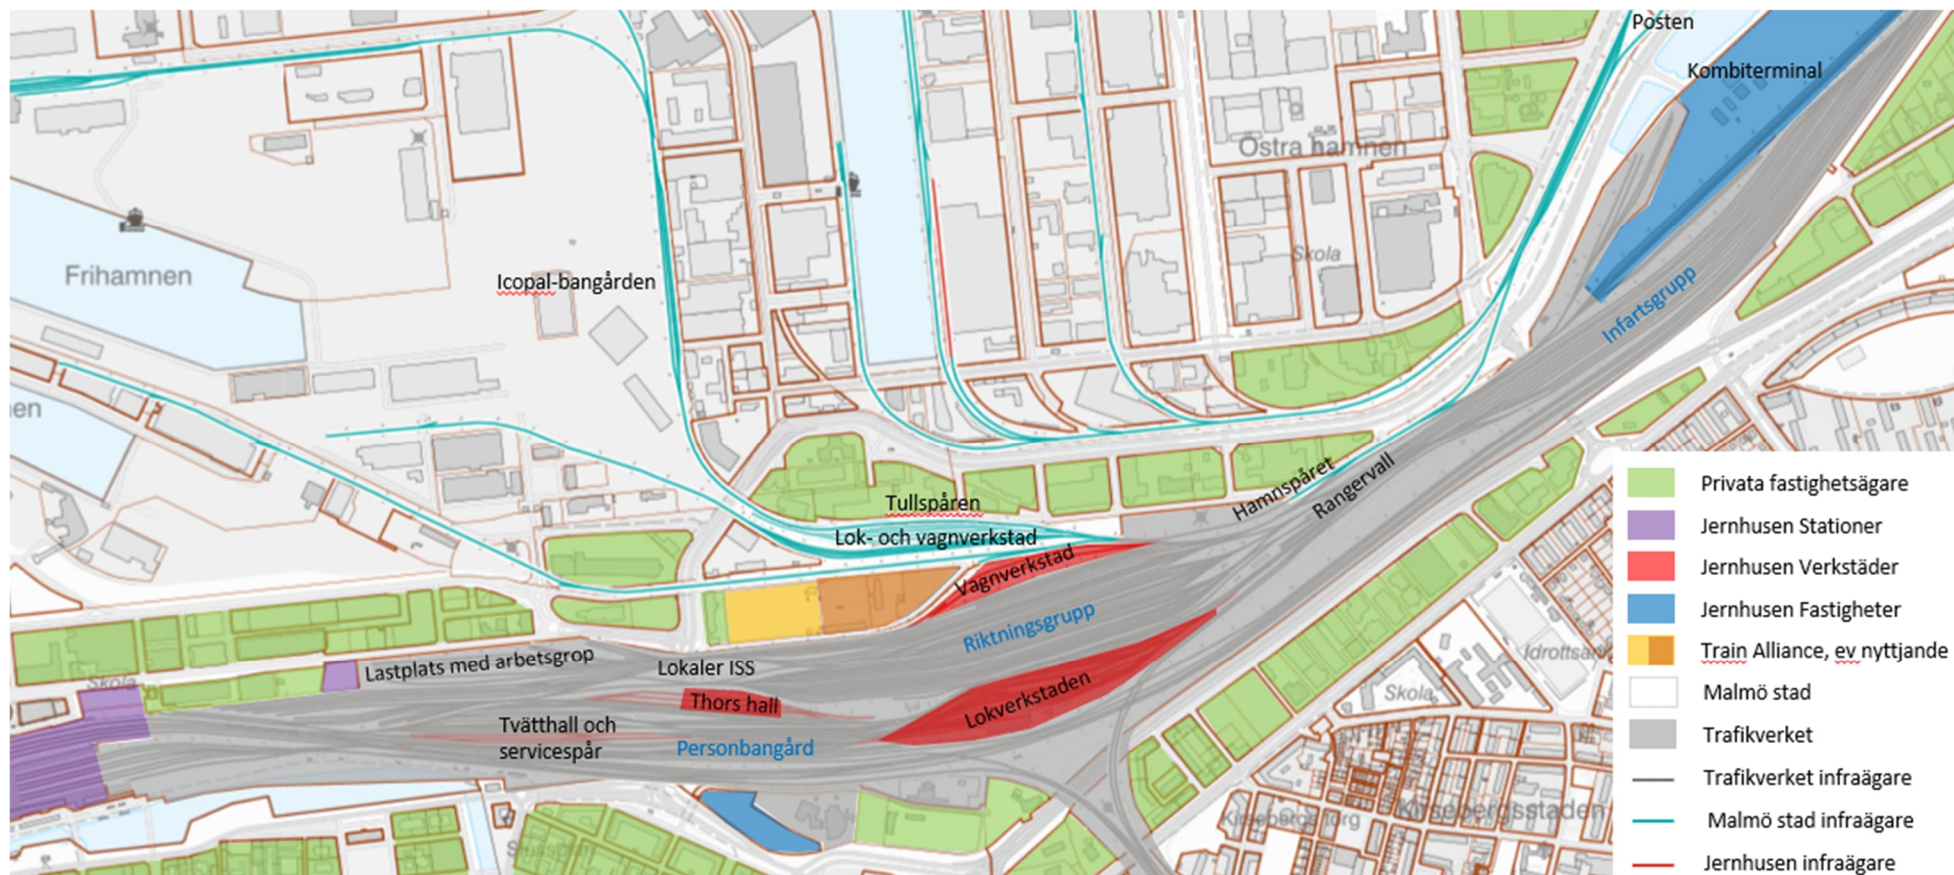 Posten
Kombiterminal
Östra hamnen
Skola
Frihamnen
Icopal-bangården
Infartsgrupp
Hamnspåret
Rangervall
Tullspåren
Lok- och vagnverkstad
Vagnverkstad
Riktningsgrupp
Lastplats med arbetsgrop
Lokaler ISS
Skola
Thors hall
Lokverkstaden
Tvätthall och
servicespår
Personbangård
Skola
Kirsebergs torg
Kirsebergsstaden
Privata fastighetsägare
Jernhusen Stationer
Jernhusen Verkstäder
Jernhusen Fastigheter
Train Alliance, ev nyttjande
Malmö stad
Trafikverket
Trafikverket infraägare
Malmö stad infraägare
Jernhusen infraägare